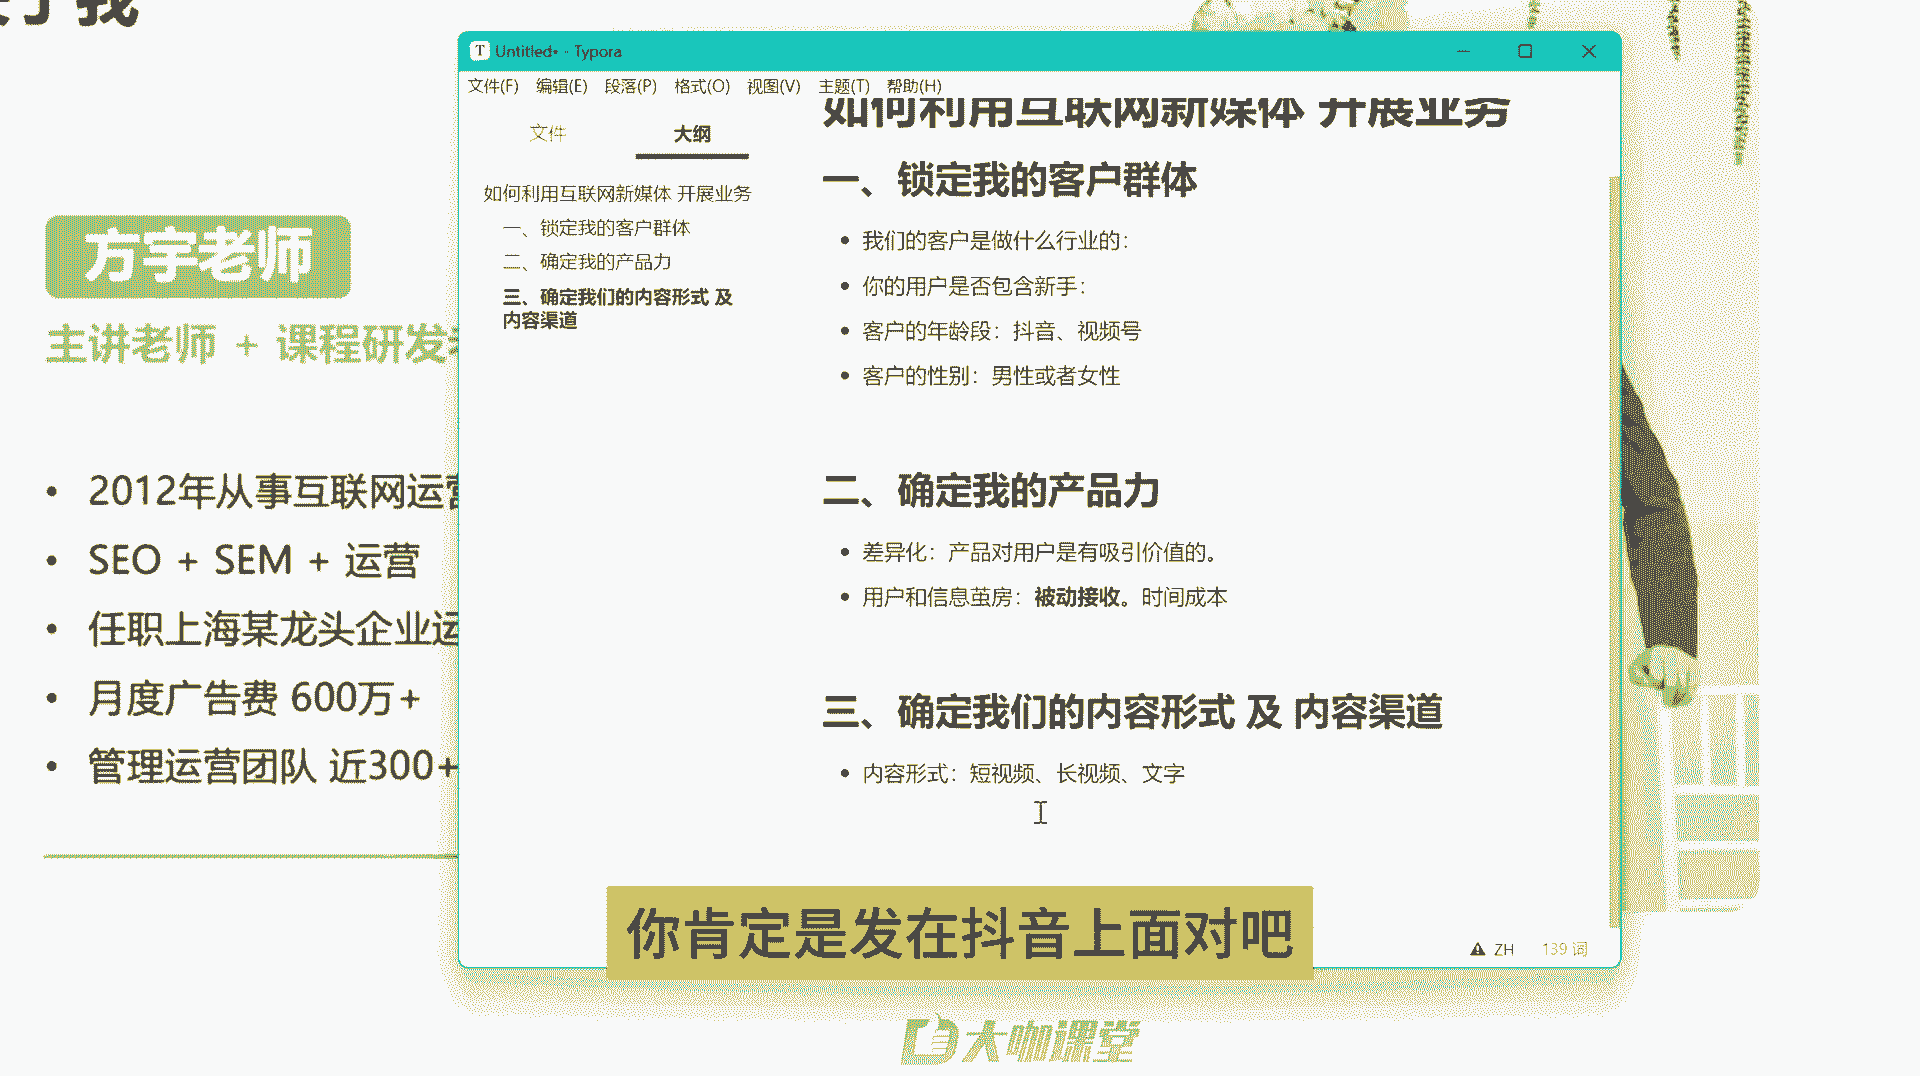 我
Untitled• - Typora
文件(F) 编辑(E) 段落(P) 格式(O) 视图(V) 主题(T) 帮助(H)
文件 大纲
如何利用互联网新媒体 开展业务
一、锁定我的客户群体
二、确定我的产品力
三、确定我们的内容形式 及
内容渠道
如何利用互联网新媒体 开展业务
一、锁定我的客户群体
我们的客户是做什么行业的：
你的用户是否包含新手：
客户的年龄段：抖音、视频号
客户的性别：男性或者女性
二、确定我的产品力
差异化：产品对用户是有吸引价值的。
用户和信息茧房：被动接收。时间成本
三、确定我们的内容形式 及 内容渠道
内容形式：短视频、长视频、文字
ZH 139 词
方宇老师
主讲老师 + 课程研发
2012年从事互联网运营
SEO + SEM + 运营
任职上海某龙头企业运
月度广告费 600万+
管理运营团队 近300+
你肯定是发在抖音上面对吧
大咖课堂